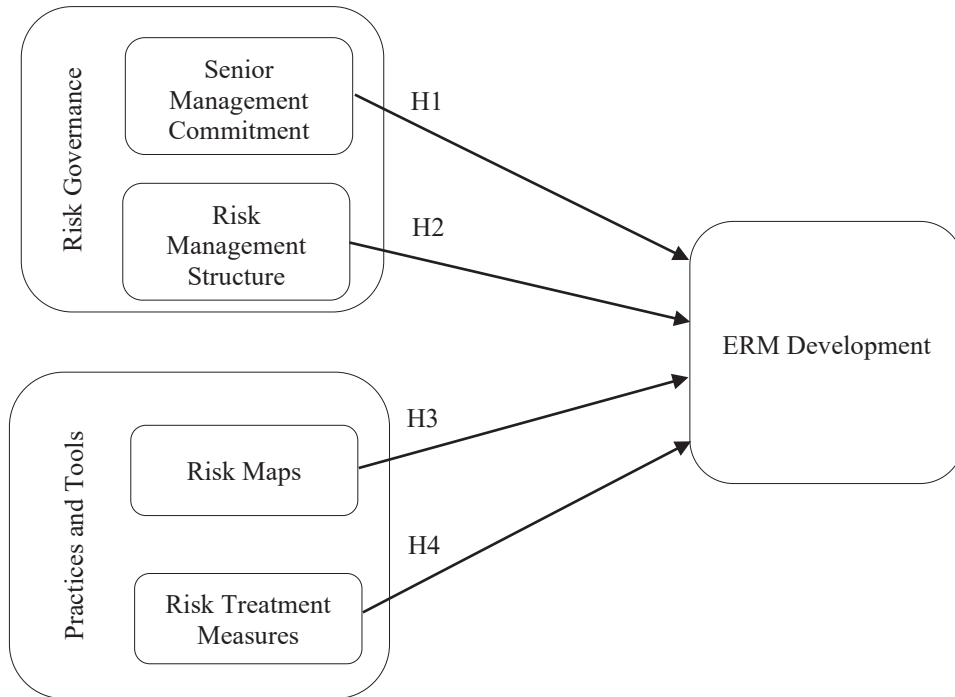 Risk Governance
Senior
Management
Commitment
H1
Risk
Management
Structure
H2
ERM Development
Practices and Tools
Risk Maps
H3
Risk Treatment
Measures
H4